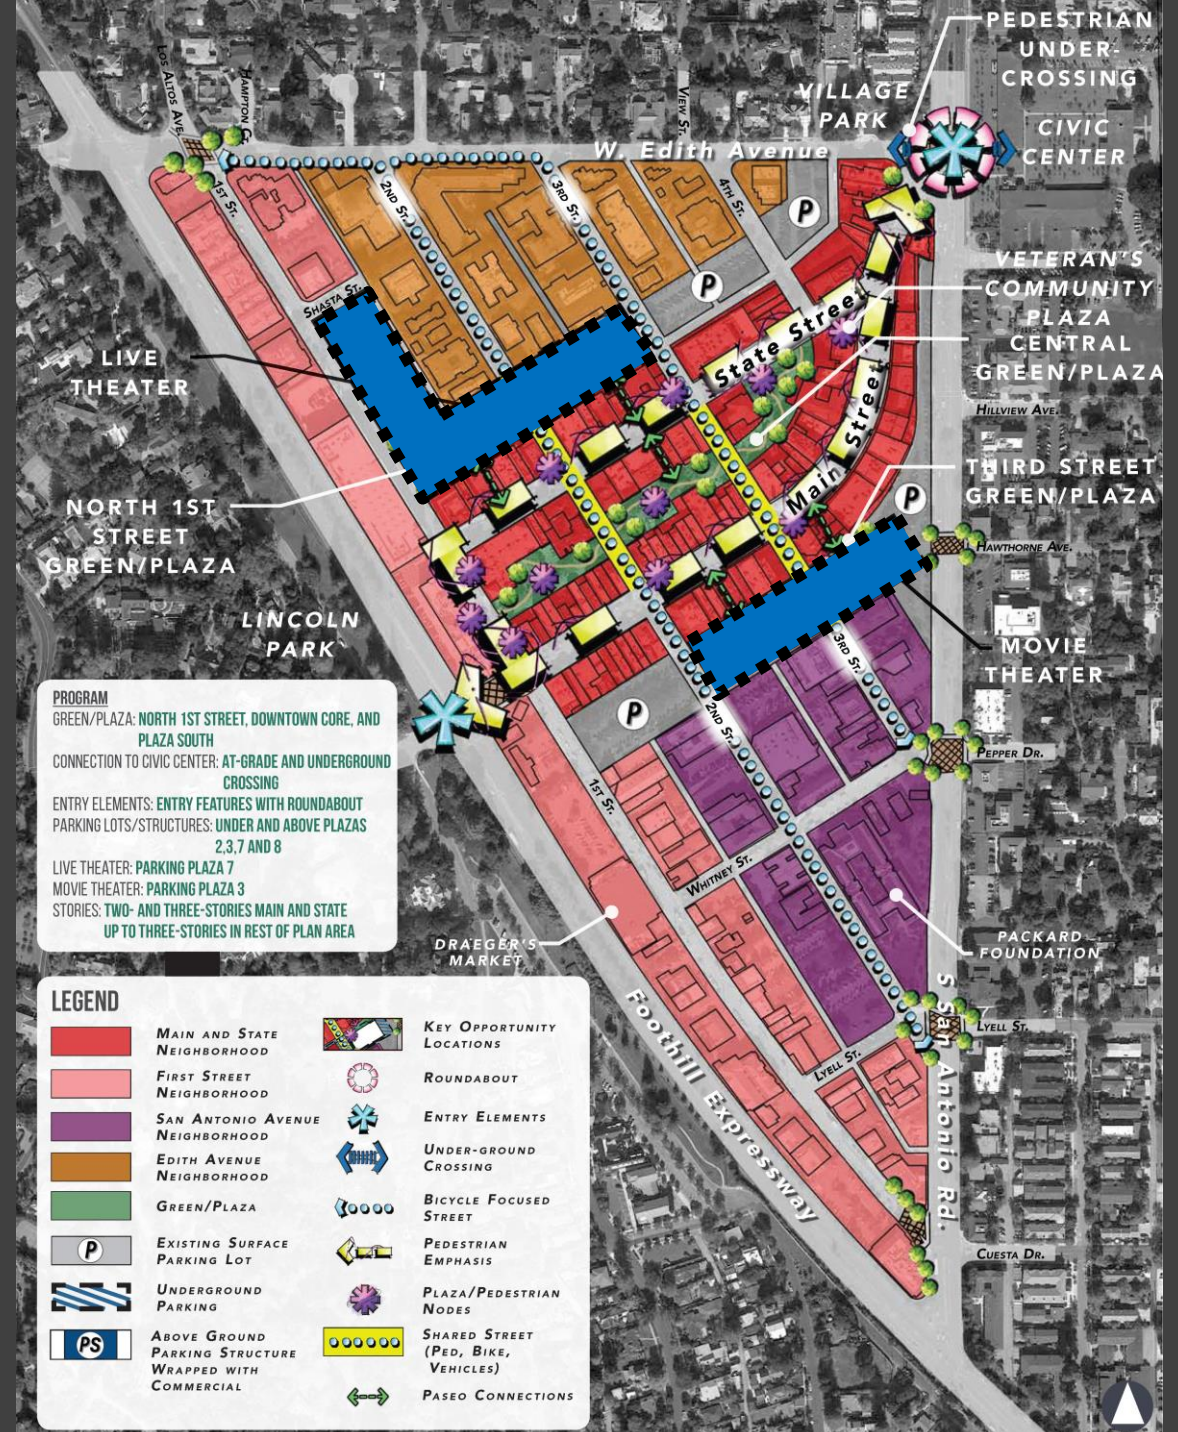 PEDESTRIAN
UNDER-
CROSSING
VILLAGE
PARK
CIVIC
CENTER
LOS ALTOS AVE.
HAMPTON CT.
VIEW ST.
W. Edith Avenue
1ST ST.
2ND ST.
3RD ST.
4TH ST.
P
P
SHASTA ST.
VETERAN'S
COMMUNITY
PLAZA
CENTRAL
GREEN/PLAZA
State Street
Main Street
HILLVIEW AVE.
LIVE
THEATER
THIRD STREET
GREEN/PLAZA
P
NORTH 1ST
STREET
GREEN/PLAZA
HAWTHORNE AVE.
LINCOLN
PARK
MOVIE
THEATER
3RD ST.
P
2ND ST.
PEPPER DR.
1ST ST.
WHITNEY ST.
DRAEGER'S
MARKET
PACKARD
FOUNDATION
LYELL ST.
LYELL ST.
Foothill Expressway
S San Antonio Rd.
CUESTA DR.
PROGRAM
GREEN/PLAZA: NORTH 1ST STREET, DOWNTOWN CORE, AND
PLAZA SOUTH
CONNECTION TO CIVIC CENTER: AT-GRADE AND UNDERGROUND
CROSSING
ENTRY ELEMENTS: ENTRY FEATURES WITH ROUNDABOUT
PARKING LOTS/STRUCTURES: UNDER AND ABOVE PLAZAS
2,3,7 AND 8
LIVE THEATER: PARKING PLAZA 7
MOVIE THEATER: PARKING PLAZA 3
STORIES: TWO- AND THREE-STORIES MAIN AND STATE
UP TO THREE-STORIES IN REST OF PLAN AREA
LEGEND
MAIN AND STATE
NEIGHBORHOOD
FIRST STREET
NEIGHBORHOOD
SAN ANTONIO AVENUE
NEIGHBORHOOD
EDITH AVENUE
NEIGHBORHOOD
GREEN/PLAZA
P
EXISTING SURFACE
PARKING LOT
UNDERGROUND
PARKING
PS
ABOVE GROUND
PARKING STRUCTURE
WRAPPED WITH
COMMERCIAL
KEY OPPORTUNITY
LOCATIONS
ROUNDABOUT
ENTRY ELEMENTS
UNDER-GROUND
CROSSING
BICYCLE FOCUSED
STREET
PEDESTRIAN
EMPHASIS
PLAZA/PEDESTRIAN
NODES
SHARED STREET
(PED, BIKE,
VEHICLES)
PASEO CONNECTIONS